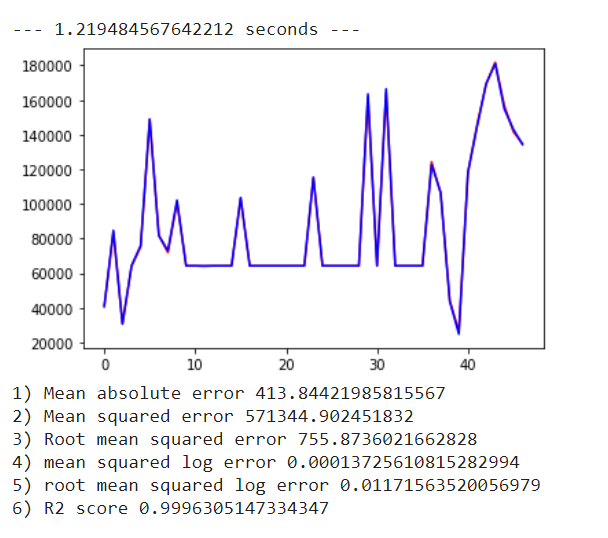 --- 1.219484567642212 seconds ---
180000
160000
140000
120000
100000
80000
60000
40000
20000
0 10 20 30 40
1) Mean absolute error 413.84421985815567
2) Mean squared error 571344.902451832
3) Root mean squared error 755.8736021662828
4) mean squared log error 0.00013725610815282994
5) root mean squared log error 0.01171563520056979
6) R2 score 0.9996305147334347